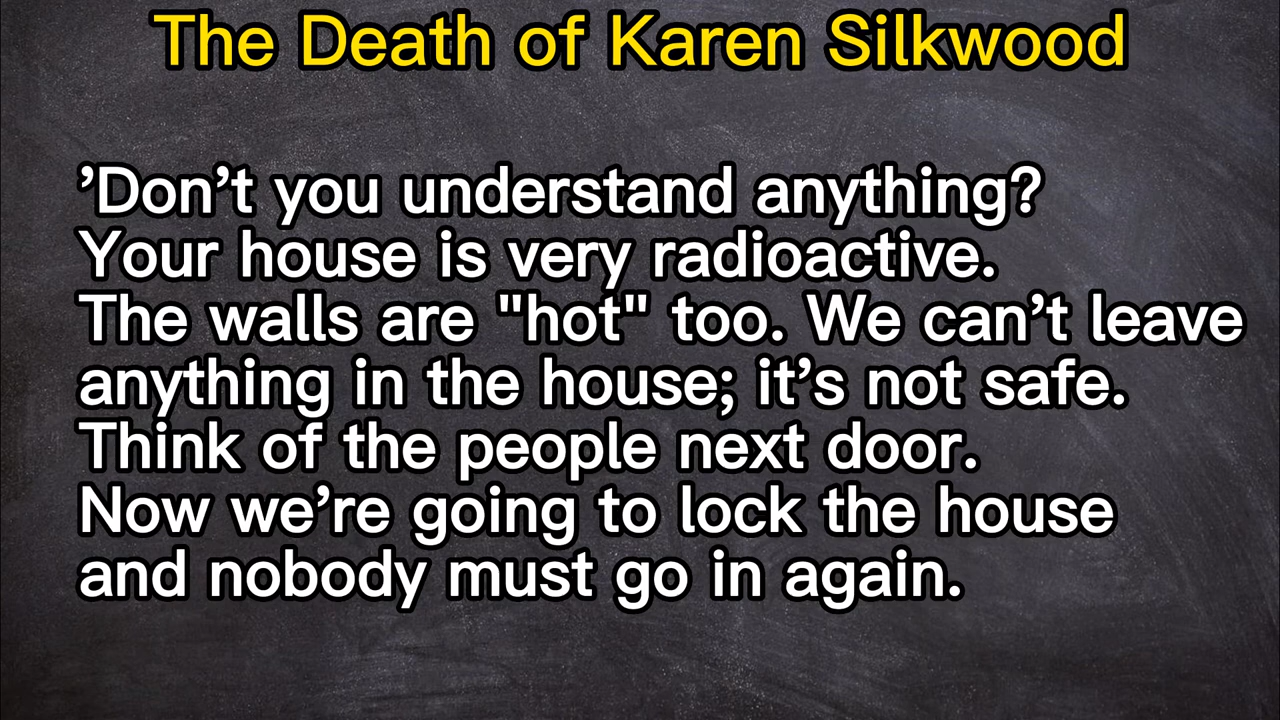 The Death of Karen Silkwood
’Don’t you understand anything?
Your house is very radioactive.
The walls are "hot" too. We can’t leave
anything in the house; it’s not safe.
Think of the people next door.
Now we’re going to lock the house
and nobody must go in again.